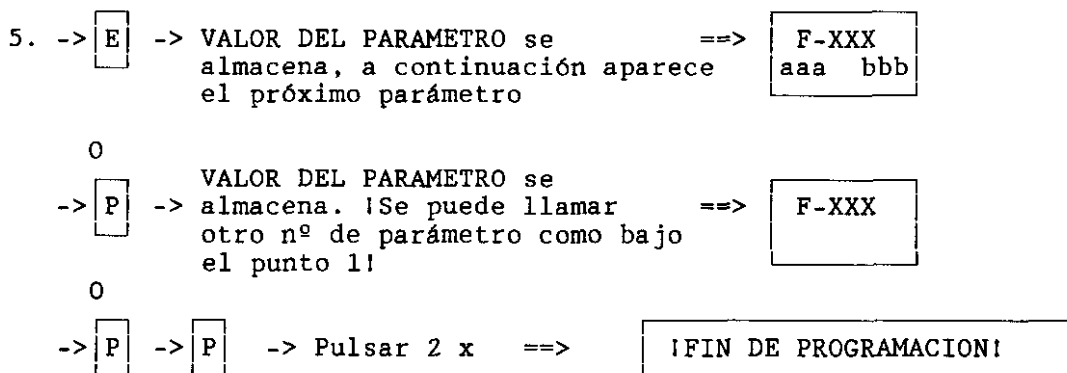 5. -> E -> VALOR DEL PARAMETRO se ==> F-XXX
almacena, a continuación aparece aaa bbb
el próximo parámetro
O
VALOR DEL PARAMETRO se
-> P -> almacena. !Se puede llamar ==> F-XXX
otro nº de parámetro como bajo
el punto 1!
O
-> P -> P -> Pulsar 2 x ==> !FIN DE PROGRAMACION!